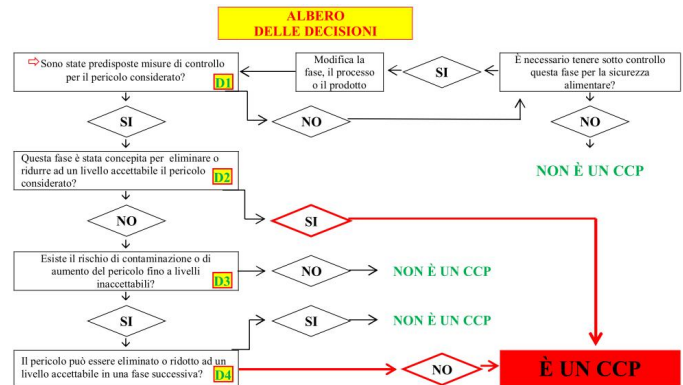 ALBERO
DELLE DECISIONI
⇨Sono state predisposte misure di controllo
per il pericolo considerato?
D1
Modifica la
fase, il processo
o il prodotto
SI
È necessario tenere sotto controllo
questa fase per la sicurezza
alimentare?
SI
NO
NO
NON È UN CCP
Questa fase è stata concepita per eliminare o
ridurre ad un livello accettabile il pericolo
considerato?
D2
NO
SI
Esiste il rischio di contaminazione o di
aumento del pericolo fino a livelli
inaccettabili?
D3
NO
NON È UN CCP
SI
SI
NON È UN CCP
Il pericolo può essere eliminato o ridotto ad un
livello accettabile in una fase successiva?
D4
NO
È UN CCP